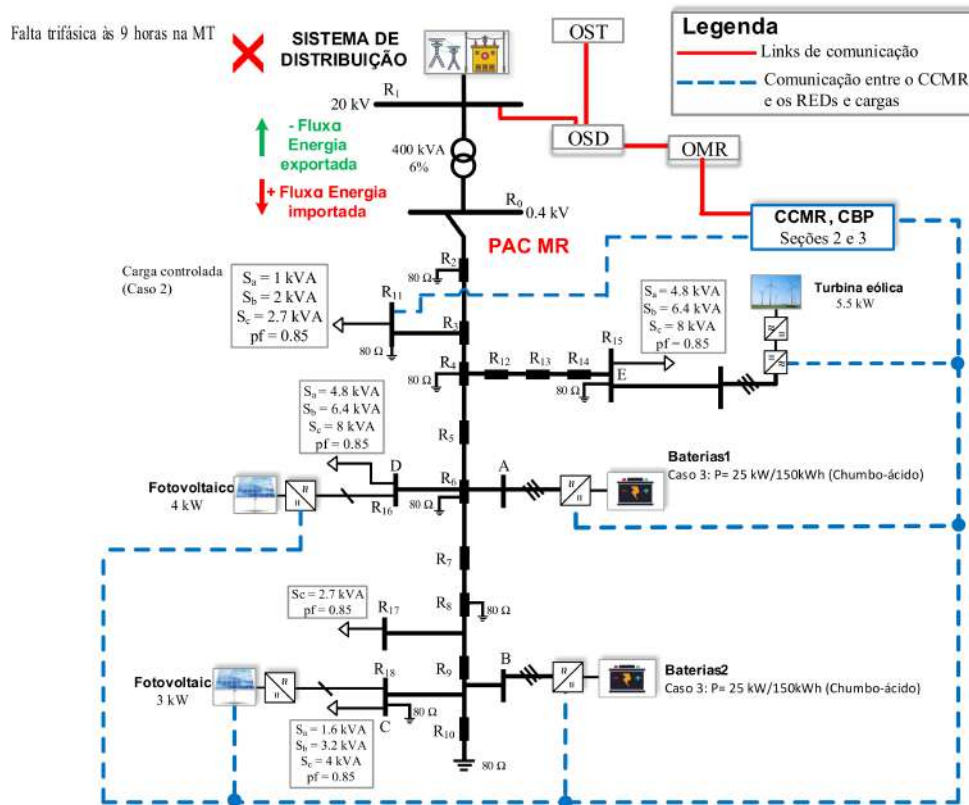 Falta trifásica às 9 horas na MT
SISTEMA DE
DISTRIBUIÇÃO
OST
Legenda
Links de comunicação
Comunicação entre o CCMR
e os REDs e cargas
R1
20 kV
- Fluxo
Energia
exportada
400 kVA
6%
OSD
OMR
+ Fluxa Energia
importada
R0
0.4 kV
PAC MR
CCMR, CBP
Seções 2 e 3
Carga controlada
(Caso 2)
Sa = 1 kVA
Sb = 2 kVA
Sc = 2.7 kVA
pf = 0.85
R11
80 Ω
R2
80 Ω
R3
Sa = 4.8 kVA
Sb = 6.4 kVA
Sc = 8 kVA
pf = 0.85
Turbina eólica
5.5 kW
R4
80 Ω
R12
R13
R14
R15
E
80 Ω
Sa = 4.8 kVA
Sb = 6.4 kVA
Sc = 8 kVA
pf = 0.85
R5
Fotovoltaico
4 kW
D
R16
R6
80 Ω
A
Baterias1
Caso 3: P= 25 kW/150kWh (Chumbo-ácido)
R7
Sc = 2.7 kVA
pf = 0.85
R17
R8
80 Ω
Fotovoltaic
3 kW
R18
C
80 Ω
R9
B
Baterias2
Caso 3: P= 25 kW/150kWh (Chumbo-ácido)
Sa = 1.6 kVA
Sb = 3.2 kVA
Sc = 4 kVA
pf = 0.85
R10
80 Ω